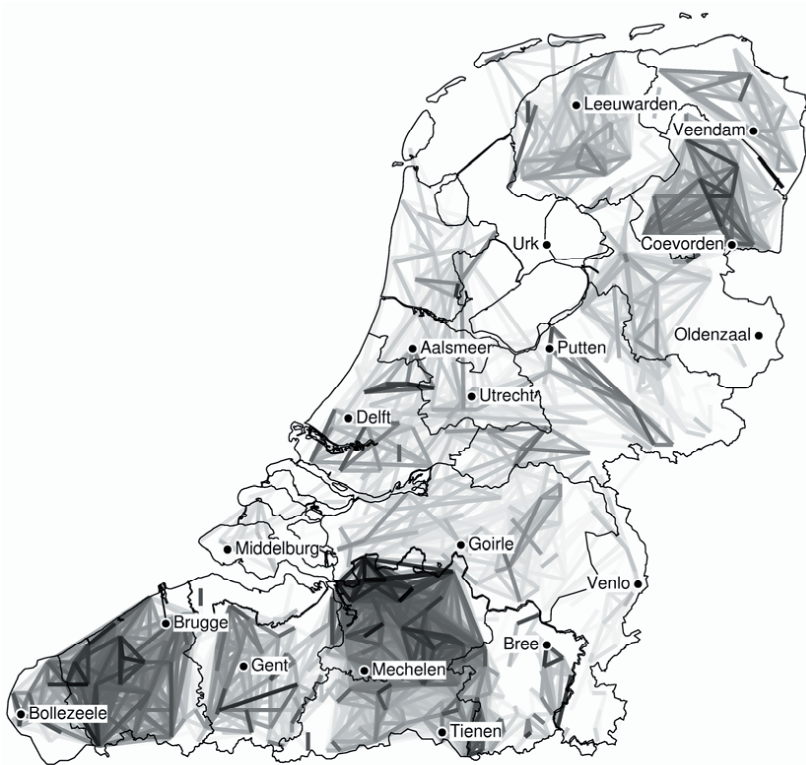 Leeuwarden
Veendam
Urk
Coevorden
Oldenzaal
Aalsmeer
Putten
Utrecht
Delft
Goirle
Middelburg
Venlo
Brugge
Bree
Gent
Mechelen
Bollezeele
Tienen